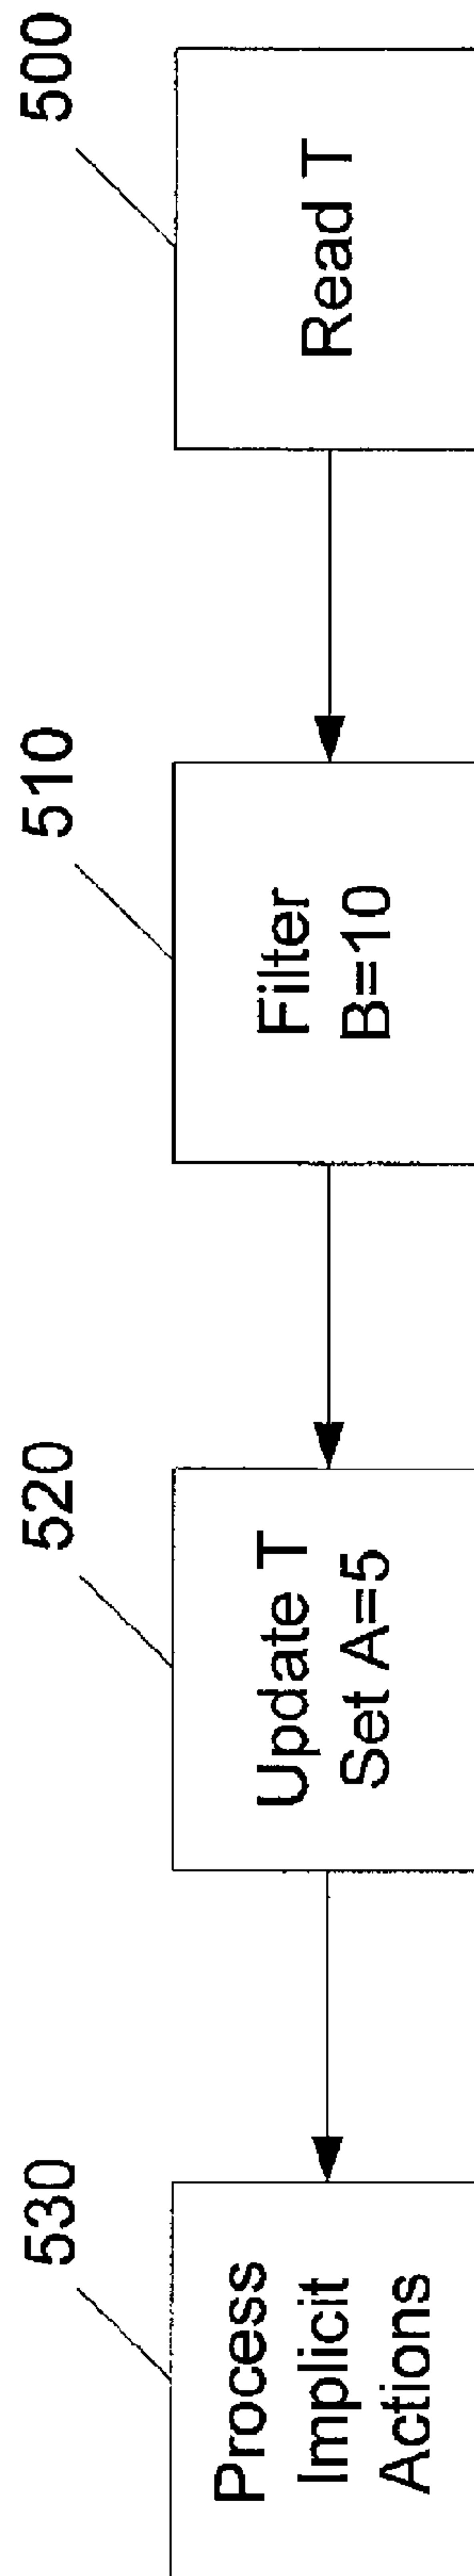 530
Process
Implicit
Actions
520
Update T
Set A=5
510
Filter
B=10
500
Read T